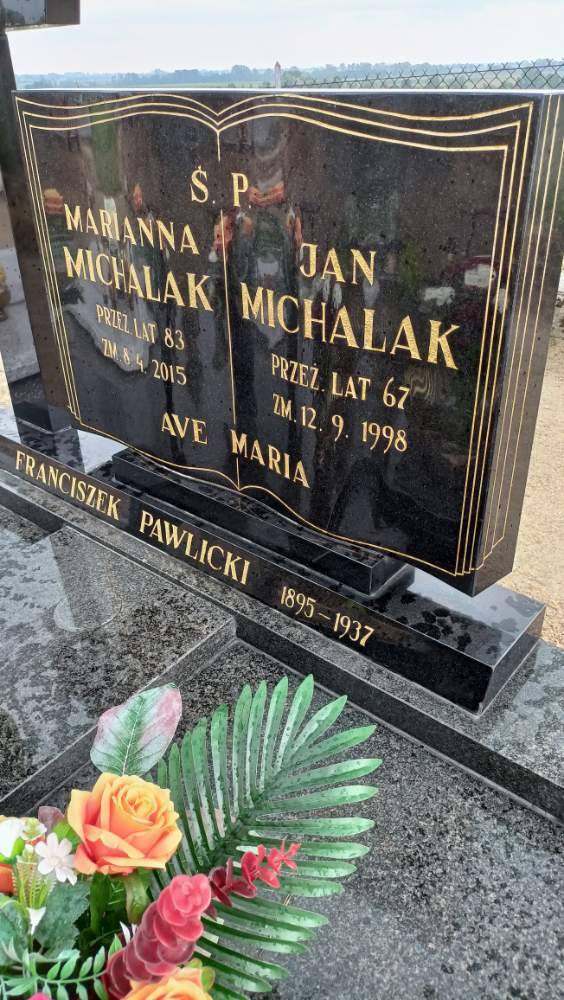 Ś. P.
MARIANNA
MICHALAK
PRZEŻ. LAT 83
ZM. 8. 4. 2015
JAN
MICHALAK
PRZEŻ. LAT 67
ZM. 12. 9. 1998
AVE MARIA
FRANCISZEK PAWLICKI 1895-1937